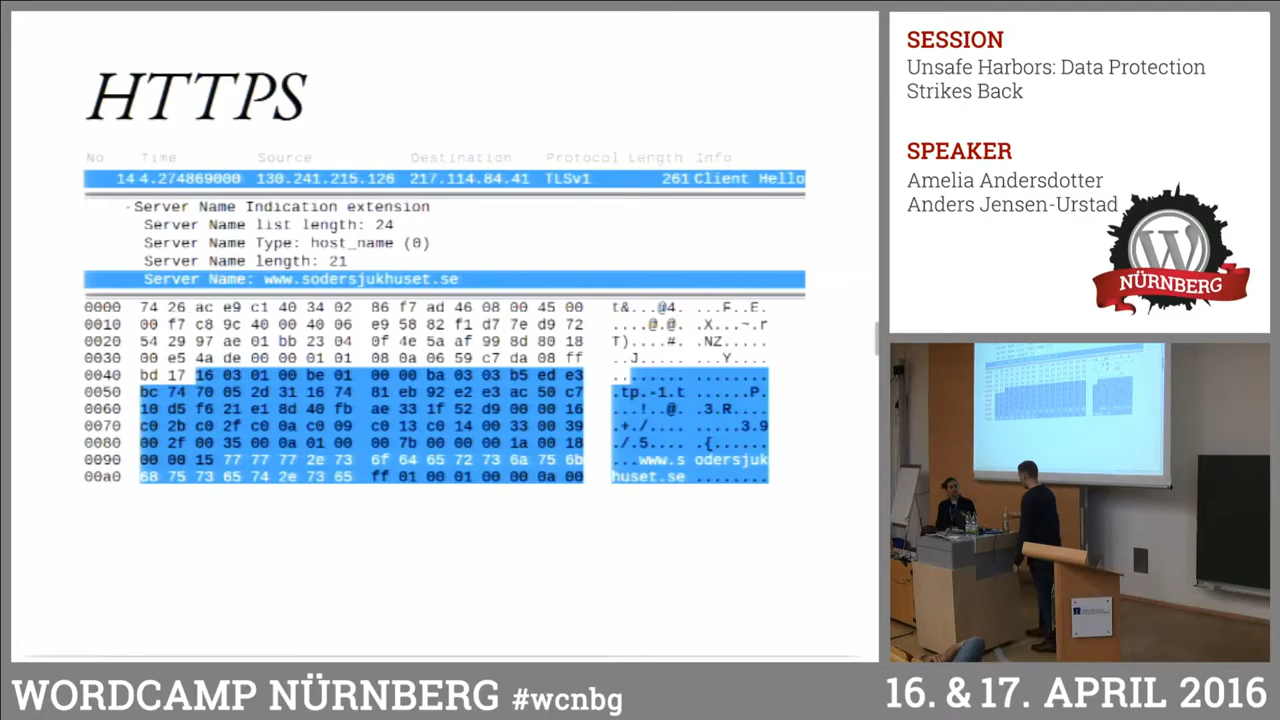 HTTPS
No Time Source Destination Protocol Length Info
14 4.274869000 130.241.215.126 217.114.84.41 TLSv1 261 Client Hello
-Server Name Indication extension
Server Name list length: 24
Server Name Type: host_name (0)
Server Name length: 21
Server Name: www.sodersjukhuset.se
0000 74 26 ac e9 c1 40 34 02 86 f7 ad 46 08 00 45 00 t&...@4. ...F..E.
0010 00 f7 c8 9c 40 00 40 06 e9 58 82 f1 d7 7e d9 72 ....@.@. .X...~.r
0020 54 29 97 ae 01 bb 23 04 0f 4e 5a af 99 8d 80 18 T)....#. .NZ.....
0030 00 e5 4a de 00 00 01 01 08 0a 06 59 c7 da 08 ff ..J..... ...Y....
0040 bd 17 16 03 01 00 be 01 00 00 ba 03 03 b5 ed e3 ........ ........
0050 bc 74 70 05 2d 31 16 74 81 eb 92 e2 e3 ac 50 c7 .tp.-1.t ......P.
0060 10 d5 f6 21 e1 8d 40 fb ae 33 1f 52 d9 00 00 16 ...!..@. .3.R....
0070 c0 2b c0 2f c0 0a c0 09 c0 13 c0 14 00 33 00 39 .+./.... .....3.9
0080 00 2f 00 35 00 0a 01 00 00 7b 00 00 00 1a 00 18 ./.5.... .{......
0090 00 00 15 77 77 77 2e 73 6f 64 65 72 73 6a 75 6b ...www.s odersjuk
00a0 68 75 73 65 74 2e 73 65 ff 01 00 01 00 00 0a 00 huset.se ........
SESSION
Unsafe Harbors: Data Protection
Strikes Back
SPEAKER
Amelia Andersdotter
Anders Jensen-Urstad
W
NÜRNBERG
WORDCAMP NÜRNBERG #wcnbg
16. & 17. APRIL 2016